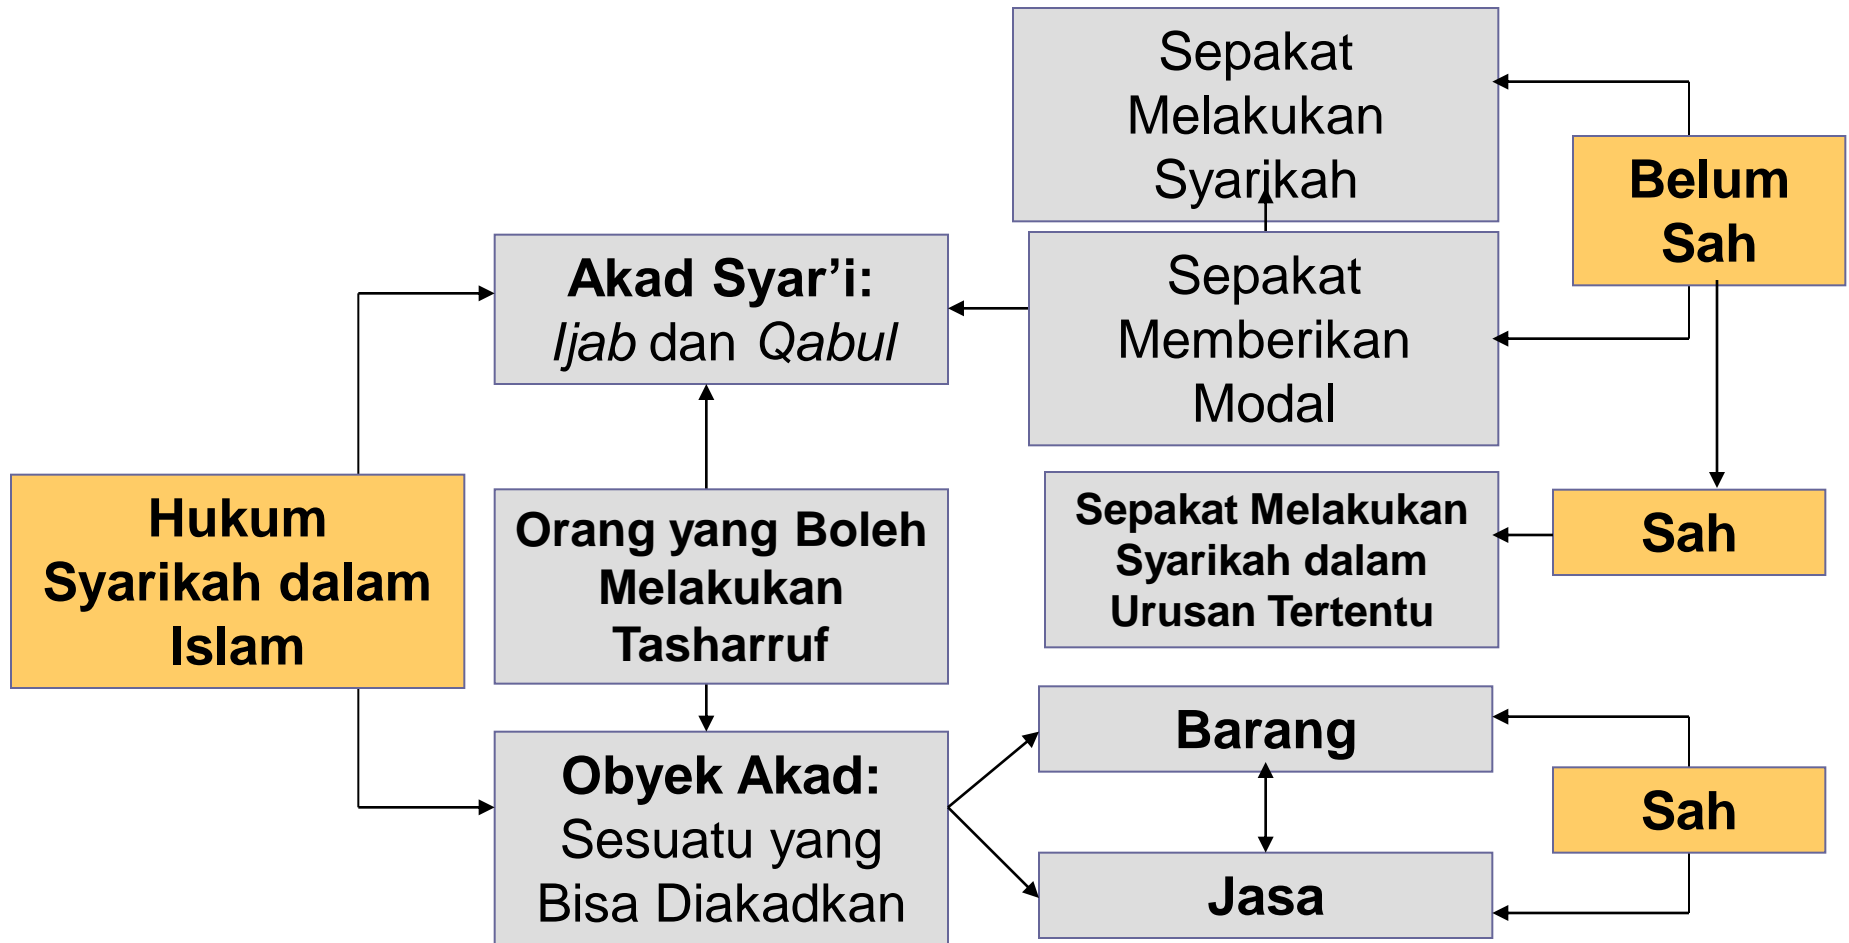 Sepakat
Melakukan
Syarikah
Belum
Sah
Akad Syar’i:
Ijab dan Qabul
Sepakat
Memberikan
Modal
Hukum
Syarikah dalam
Islam
Orang yang Boleh
Melakukan
Tasharruf
Sepakat Melakukan
Syarikah dalam
Urusan Tertentu
Sah
Obyek Akad:
Sesuatu yang
Bisa Diakadkan
Barang
Jasa
Sah